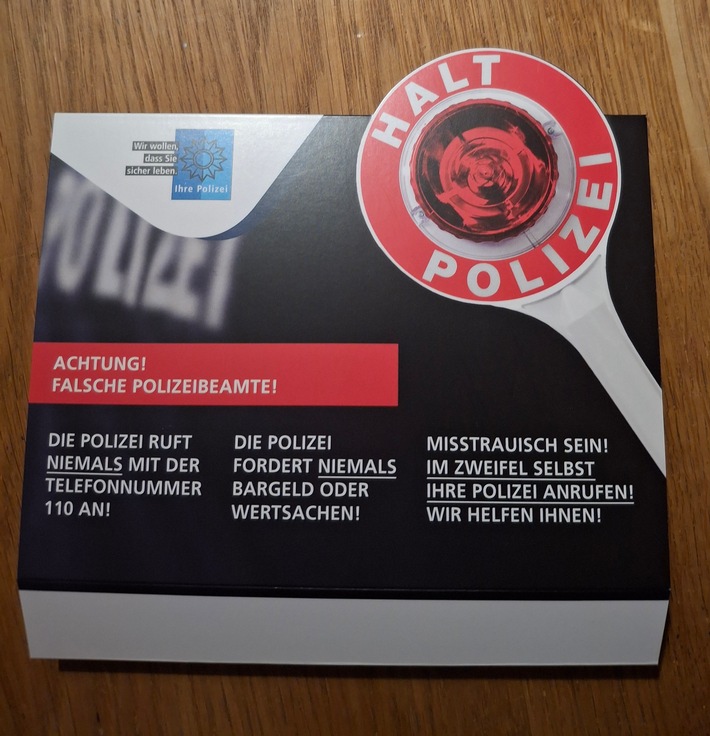 Wir wollen,
dass Sie
sicher leben.
Ihre Polizei
HALT
POLIZEI
POLIZEI
ACHTUNG!
FALSCHE POLIZEIBEAMTE!
DIE POLIZEI RUFT
NIEMALS MIT DER
TELEFONNUMMER
110 AN!
DIE POLIZEI
FORDERT NIEMALS
BARGELD ODER
WERTSACHEN!
MISSTRAUISCH SEIN!
IM ZWEIFEL SELBST
IHRE POLIZEI ANRUFEN!
WIR HELFEN IHNEN!